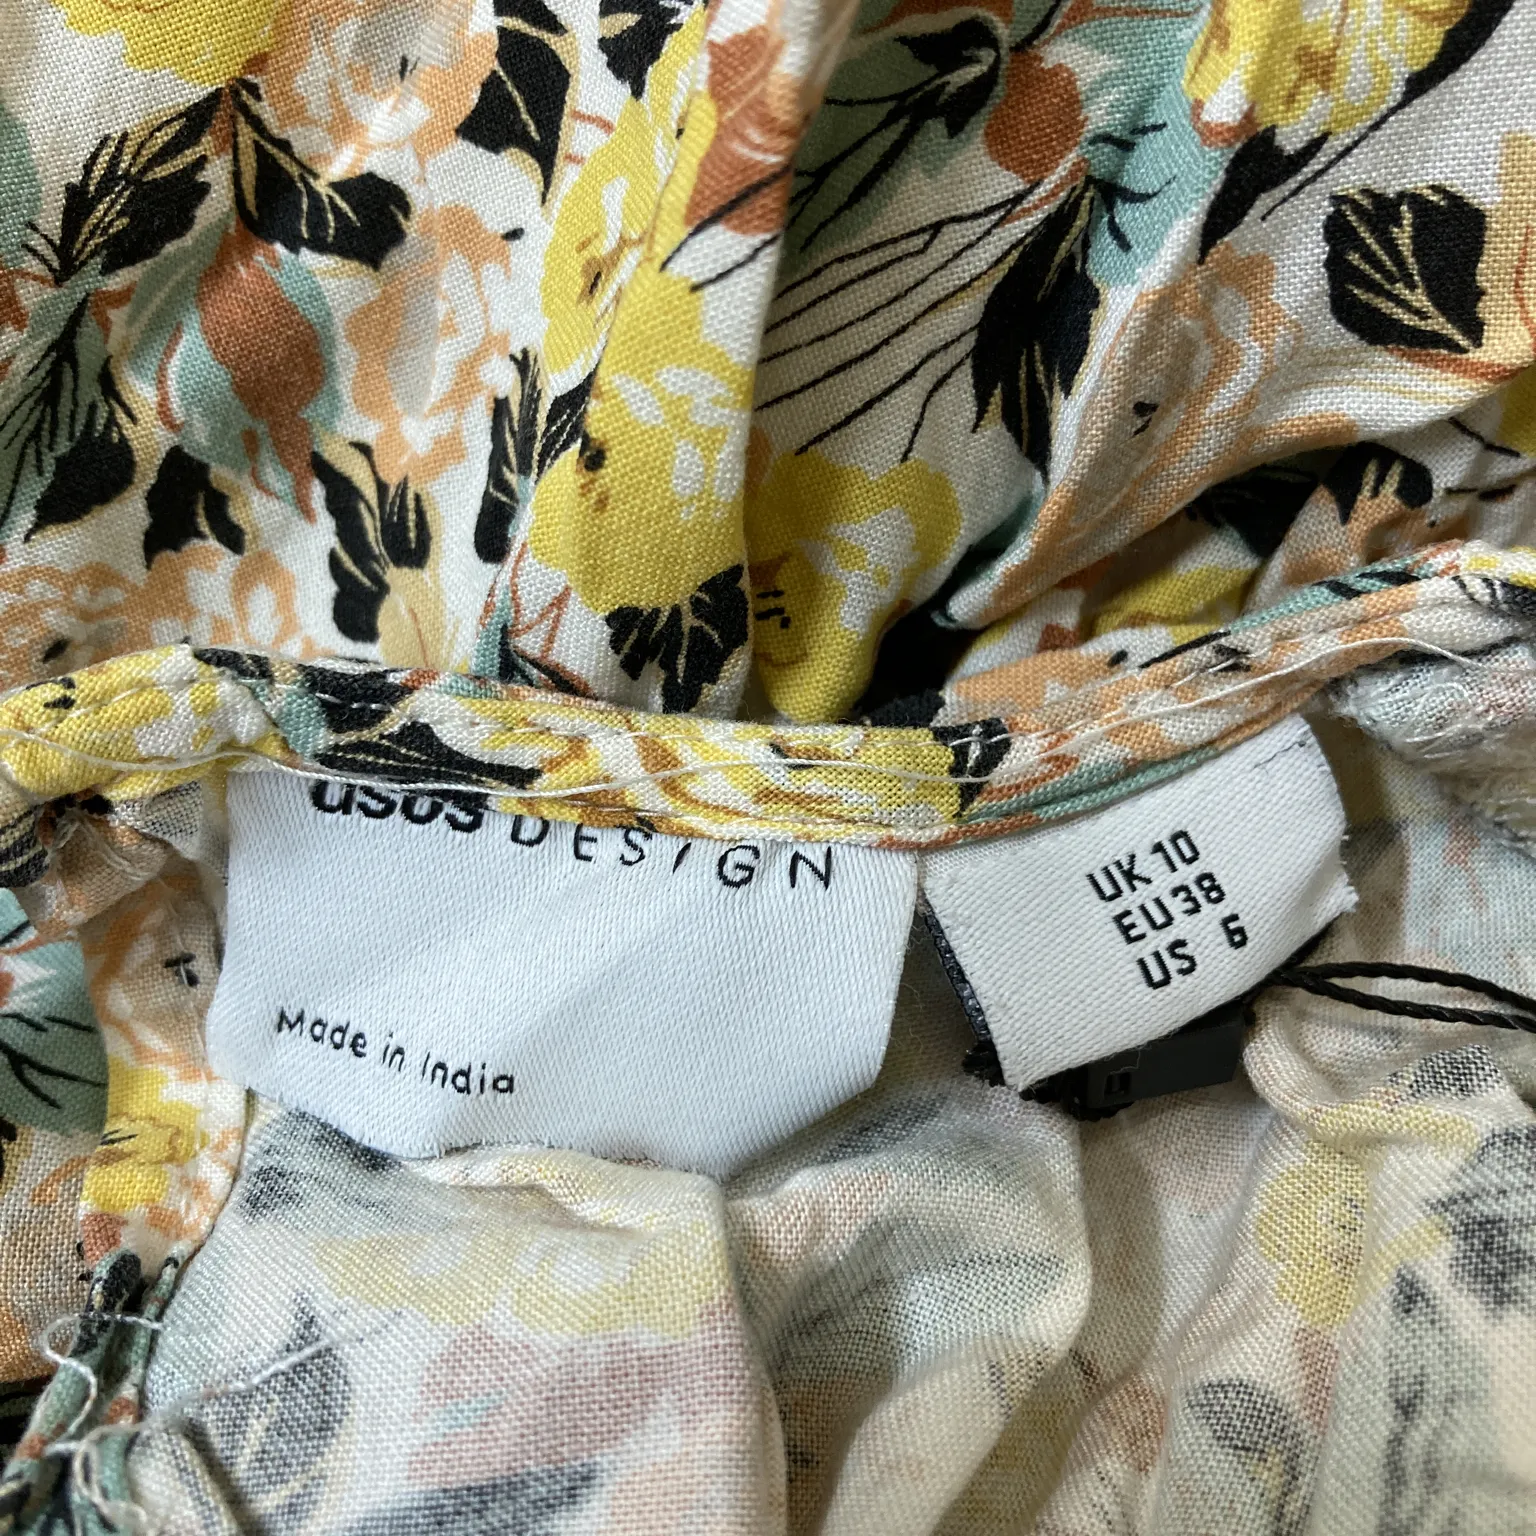 asos DESIGN
Made in India
UK 10
EU 38
US 6